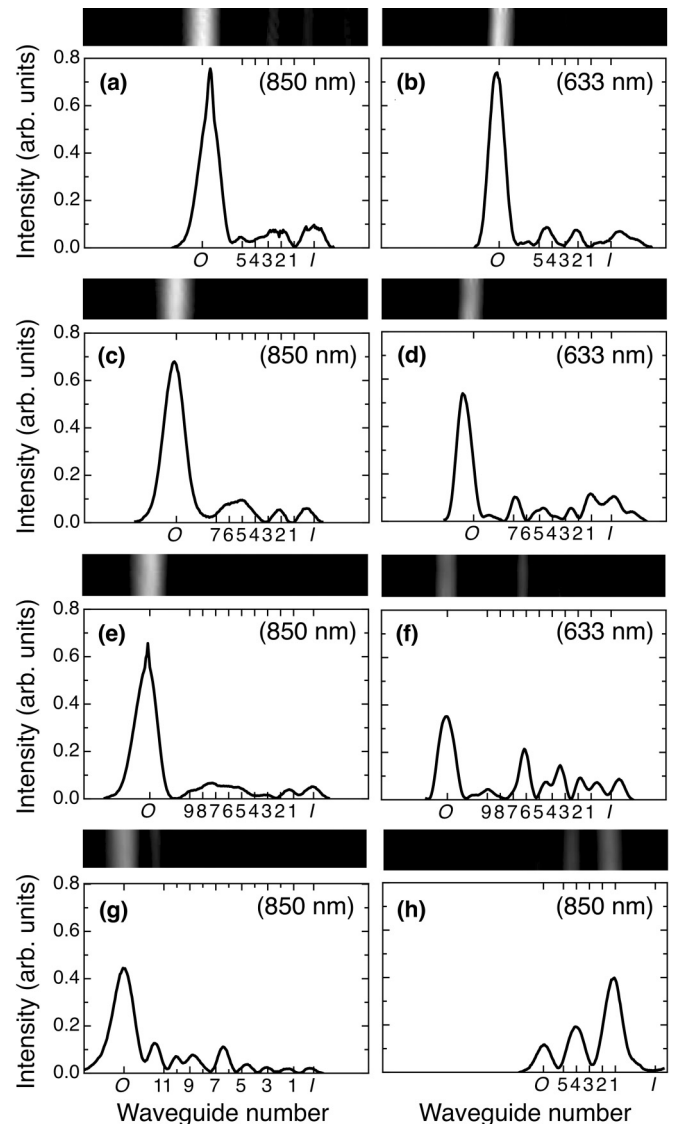 (a) (850 nm)
Intensity (arb. units)
0.8
0.6
0.4
0.2
0.0
O 54321 I
(b) (633 nm)
O 54321 I
(c) (850 nm)
Intensity (arb. units)
0.8
0.6
0.4
0.2
0.0
O 7654321 I
(d) (633 nm)
O 7654321 I
(e) (850 nm)
Intensity (arb. units)
0.8
0.6
0.4
0.2
0.0
O 987654321 I
(f) (633 nm)
O 987654321 I
(g) (850 nm)
Intensity (arb. units)
0.8
0.6
0.4
0.2
0.0
O 11 9 7 5 3 1 I
Waveguide number
(h) (850 nm)
O 54321 I
Waveguide number